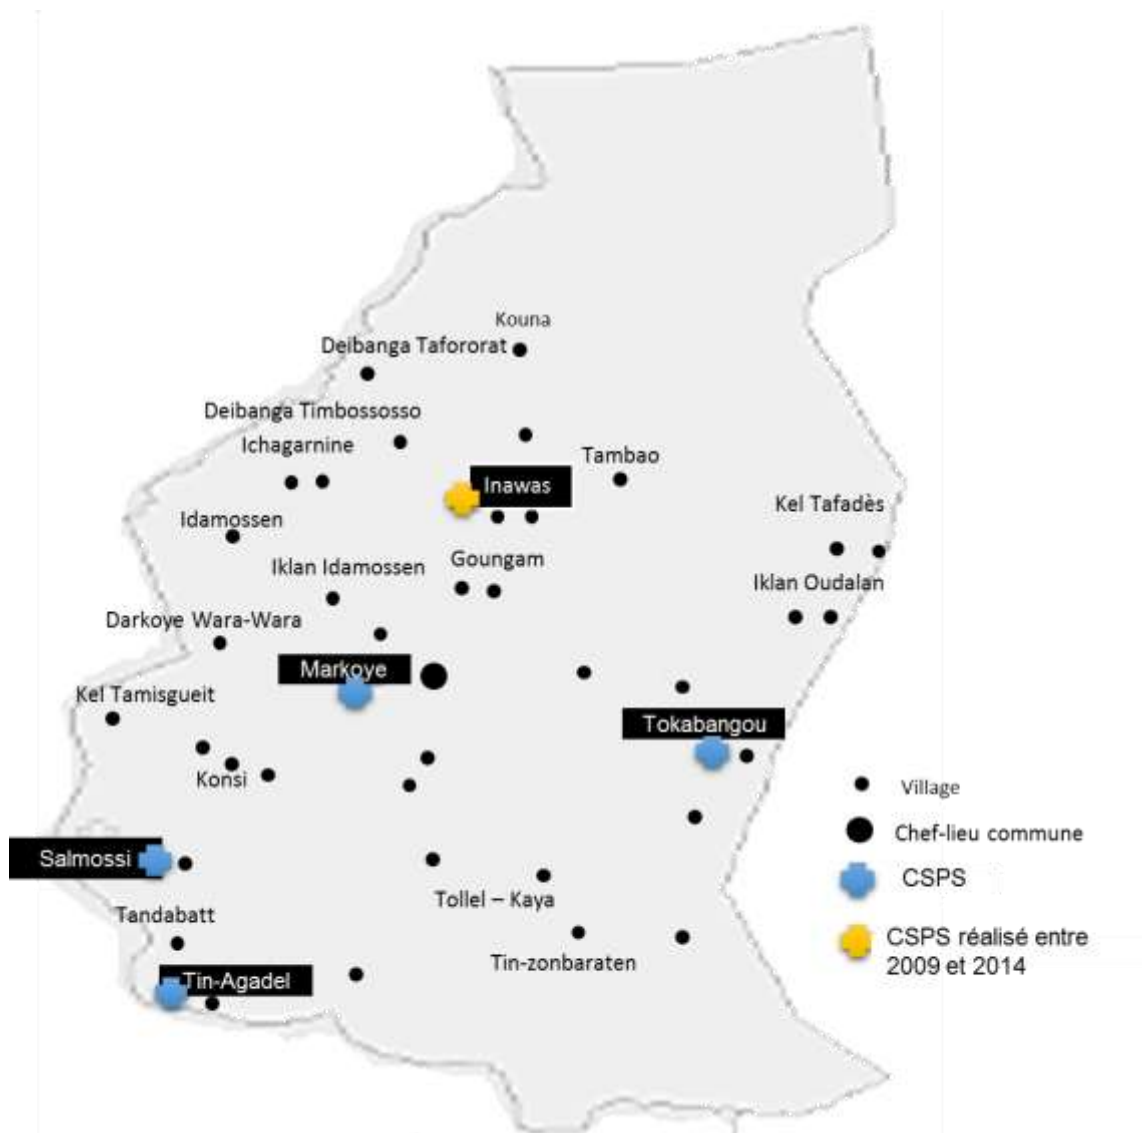 Kouna
Deibanga Tafororat
Deibanga Timbossosso
Ichagarnine
Tambao
Inawas
Kel Tafadès
Idamossen
Goungam
Iklan Idamossen
Iklan Oudalan
Darkoye Wara-Wara
Markoye
Kel Tamisgueit
Tokabangou
Konsi
Village
Chef-lieu commune
Salmossi
CSPS
Tollel – Kaya
Tandabatt
CSPS réalisé entre
2009 et 2014
Tin-zonbaraten
Tin-Agadel